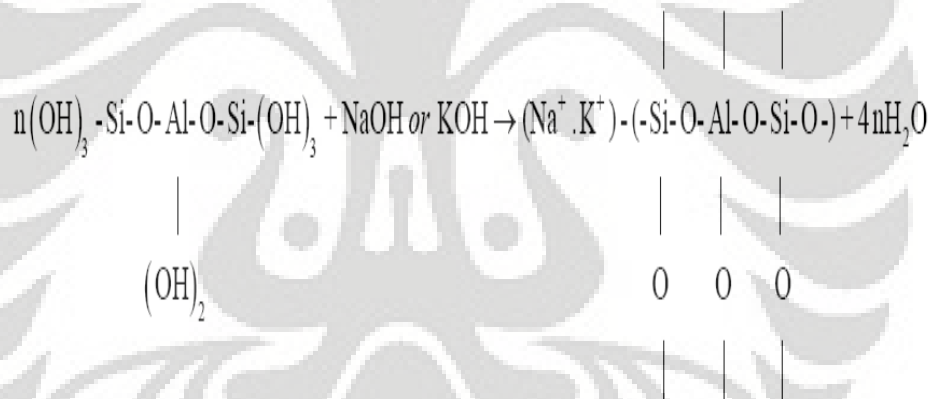 n(OH)₃ -Si-O-Al-O-Si-(OH)₃ +NaOH or KOH→(Na⁺.K⁺)-(-Si-O-Al-O-Si-O-)+4nH₂O
(OH)₂ O O O